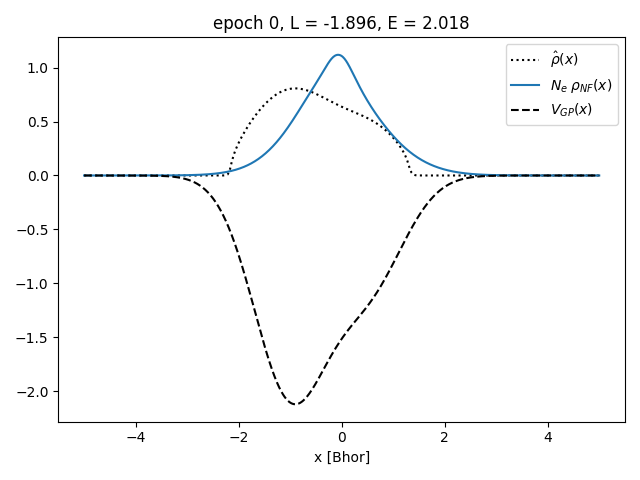 epoch 0, L = -1.896, E = 2.018
ρ̂(x)
Nₑ ρ_NF(x)
V_GP(x)
1.0
0.5
0.0
−0.5
−1.0
−1.5
−2.0
−4 −2 0 2 4
x [Bhor]